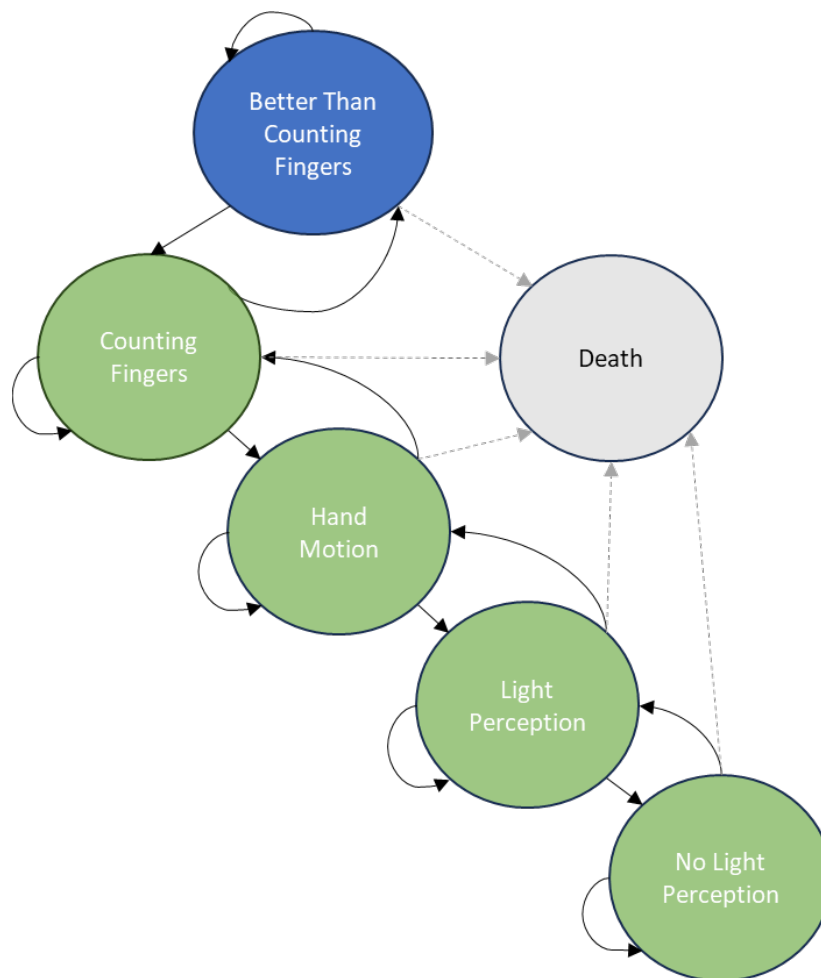 Better Than
Counting
Fingers
Counting
Fingers
Death
Hand
Motion
Light
Perception
No Light
Perception